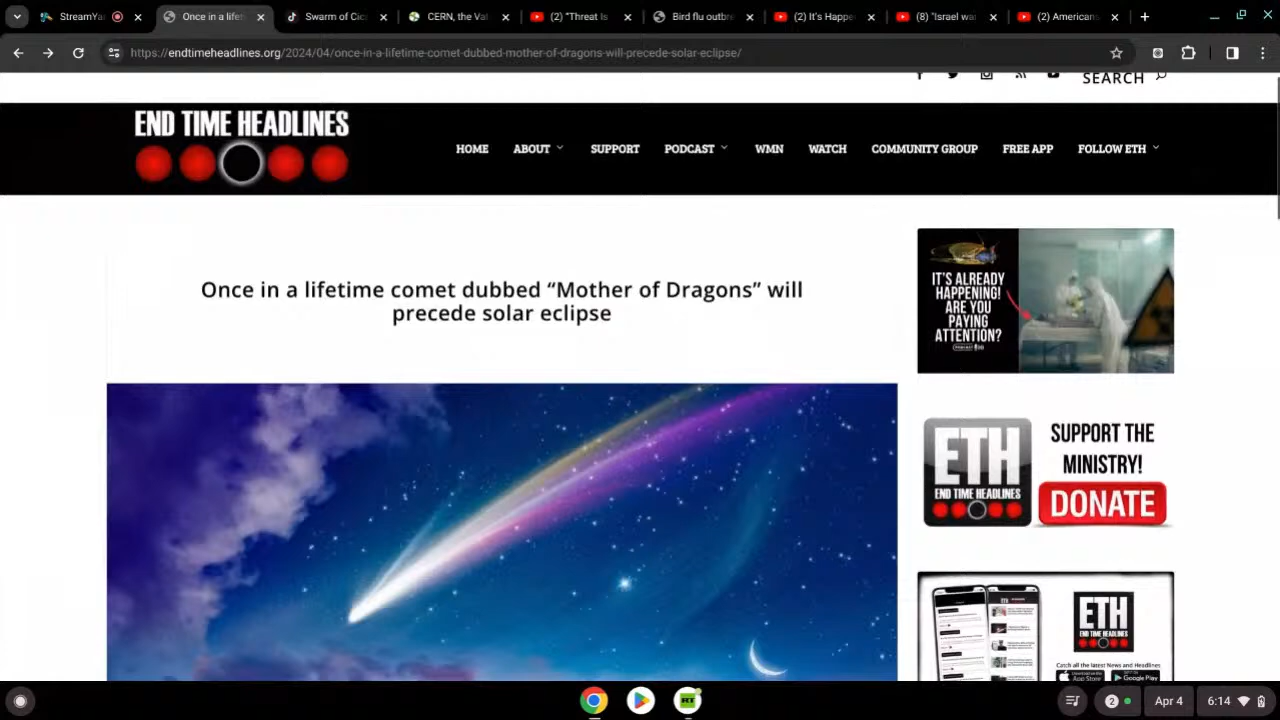 StreamYa
Once in a lifet
Swarm of Cic
CERN, the Val
(2) "Threat Is
Bird flu outbre
(2) It's Happe
(8) "Israel wa
(2) American
https://endtimeheadlines.org/2024/04/once-in-a-lifetime-comet-dubbed-mother-of-dragons-will-precede-solar-eclipse/
SEARCH
END TIME HEADLINES
HOME
ABOUT
SUPPORT
PODCAST
WMN
WATCH
COMMUNITY GROUP
FREE APP
FOLLOW ETH
Once in a lifetime comet dubbed “Mother of Dragons” will
precede solar eclipse
IT'S ALREADY
HAPPENING!
ARE YOU
PAYING
ATTENTION?
PODCAST
ETH
END TIME HEADLINES
SUPPORT THE
MINISTRY!
DONATE
ETH
END TIME HEADLINES
Catch all the latest News and Headlines
App Store
Google Play
RT
2
Apr 4
6:14